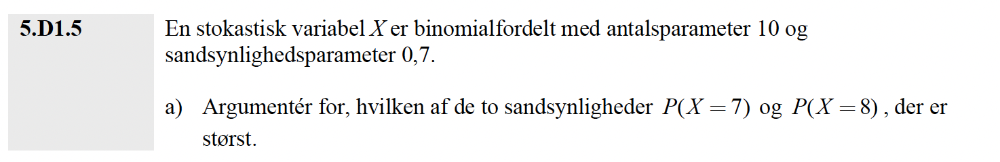 5.D1.5 En stokastisk variabel X er binomialfordelt med antalsparameter 10 og
sandsynlighedsparameter 0,7.
a) Argumentér for, hvilken af de to sandsynligheder P(X = 7) og P(X = 8) , der er
størst.